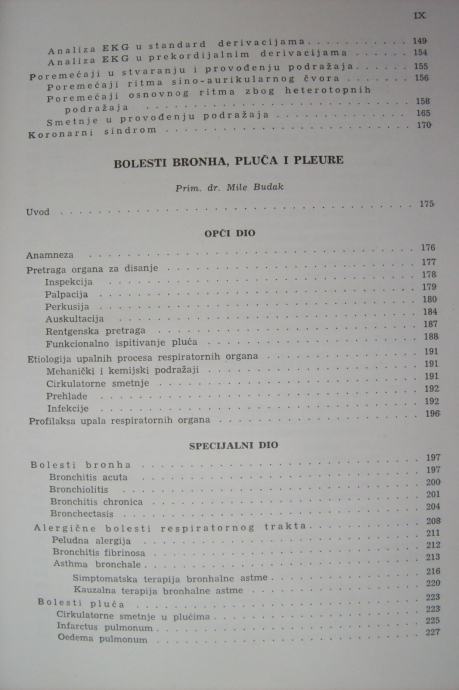 IX
Analiza EKG u standard derivacijama 149
Analiza EKG u prekordijalnim derivacijama 154
Poremećaji u stvaranju i provođenju podražaja 155
Poremećaji ritma sino-aurikularnog čvora 156
Poremećaji osnovnog ritma zbog heterotopnih
podražaja 158
Smetnje u provođenju podražaja 165
Koronarni sindrom 170
BOLESTI BRONHA, PLUĆA I PLEURE
Prim. dr. Mile Budak
Uvod 175
OPĆI DIO
Anamneza 176
Pretraga organa za disanje 177
Inspekcija 178
Palpacija 179
Perkusija 180
Auskultacija 184
Rentgenska pretraga 187
Funkcionalno ispitivanje pluća 188
Etiologija upalnih procesa respiratornih organa 191
Mehanički i kemijski podražaji 191
Cirkulatorne smetnje 191
Prehlade 192
Infekcije 192
Profilaksa upala respiratornih organa 196
SPECIJALNI DIO
Bolesti bronha 197
Bronchitis acuta 197
Bronchiolitis 200
Bronchitis chronica 201
Bronchectasis 204
Alergične bolesti respiratornog trakta 208
Peludna alergija 211
Bronchitis fibrinosa 212
Asthma bronchale 213
Simptomatska terapija bronhalne astme 216
Kauzalna terapija bronhalne astme 220
Bolesti pluća 223
Cirkulatorne smetnje u plućima 223
Infarctus pulmonum 225
Oedema pulmonum 227